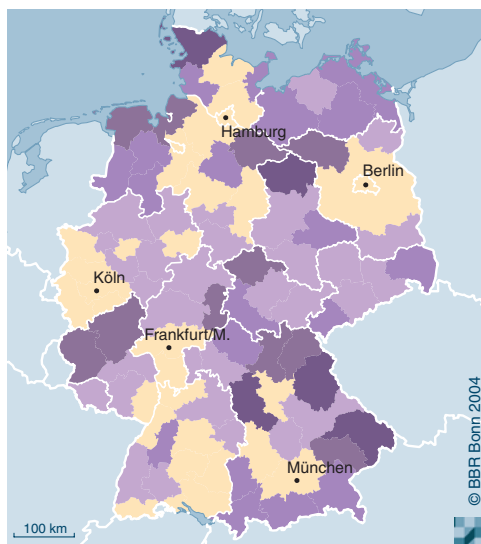 Hamburg
Berlin
Köln
Frankfurt/M.
München
100 km
© BBR Bonn 2004